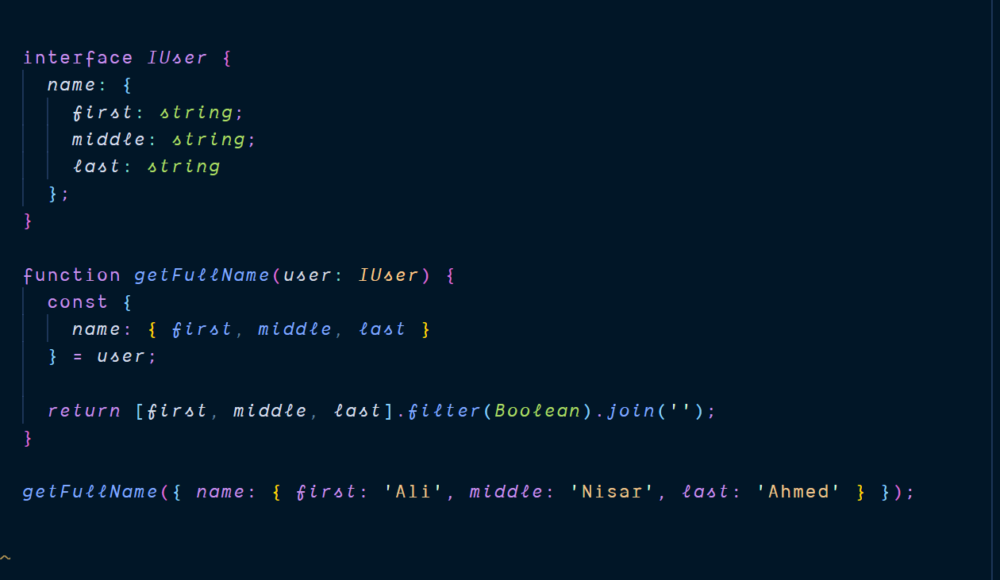 interface IUser {
  name: {
    first: string;
    middle: string;
    last: string
  };
}
function getFullName(user: IUser) {
  const {
    name: { first, middle, last }
  } = user;
  return [first, middle, last].filter(Boolean).join('');
}
getFullName({ name: { first: 'Ali', middle: 'Nisar', last: 'Ahmed' } });
~